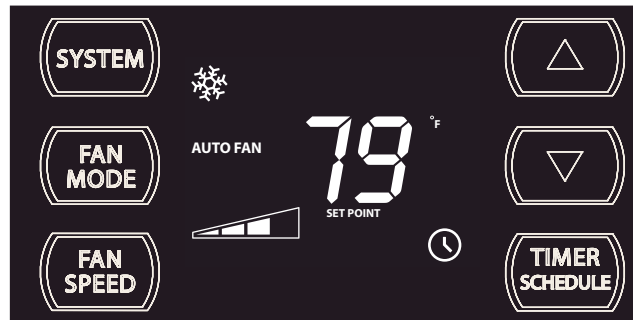 SYSTEM
FAN
MODE
FAN
SPEED
AUTO FAN
79
°F
SET POINT
TIMER
SCHEDULE